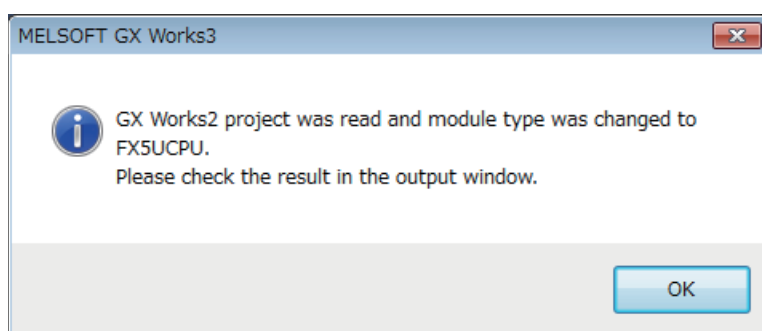 MELSOFT GX Works3
GX Works2 project was read and module type was changed to
FX5UCPU.
Please check the result in the output window.
OK